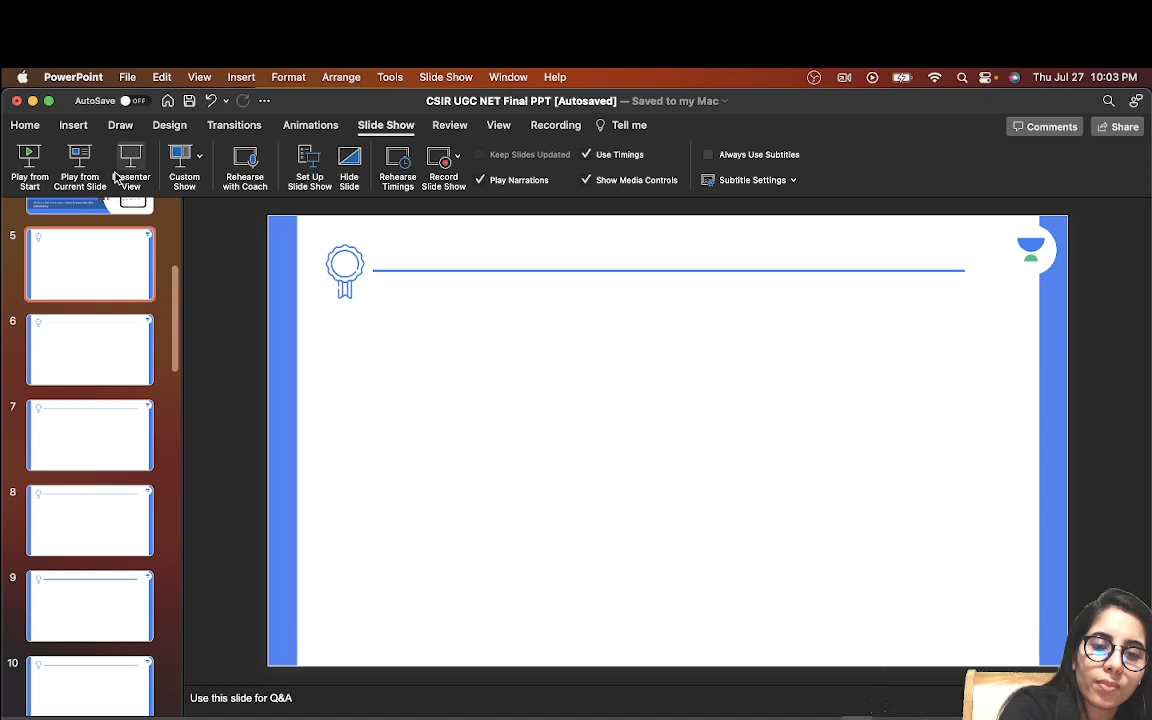 PowerPoint File Edit View Insert Format Arrange Tools Slide Show Window Help Thu Jul 27 10:03 PM
AutoSave OFF CSIR UGC NET Final PPT [Autosaved] — Saved to my Mac
Home Insert Draw Design Transitions Animations Slide Show Review View Recording Tell me Comments Share
Play from Start
Play from Current Slide
Presenter View
Custom Show
Rehearse with Coach
Set Up Slide Show
Hide Slide
Rehearse Timings
Record Slide Show
Keep Slides Updated
Use Timings
Play Narrations
Show Media Controls
Always Use Subtitles
Subtitle Settings
5
6
7
8
9
10
Use this slide for Q&A